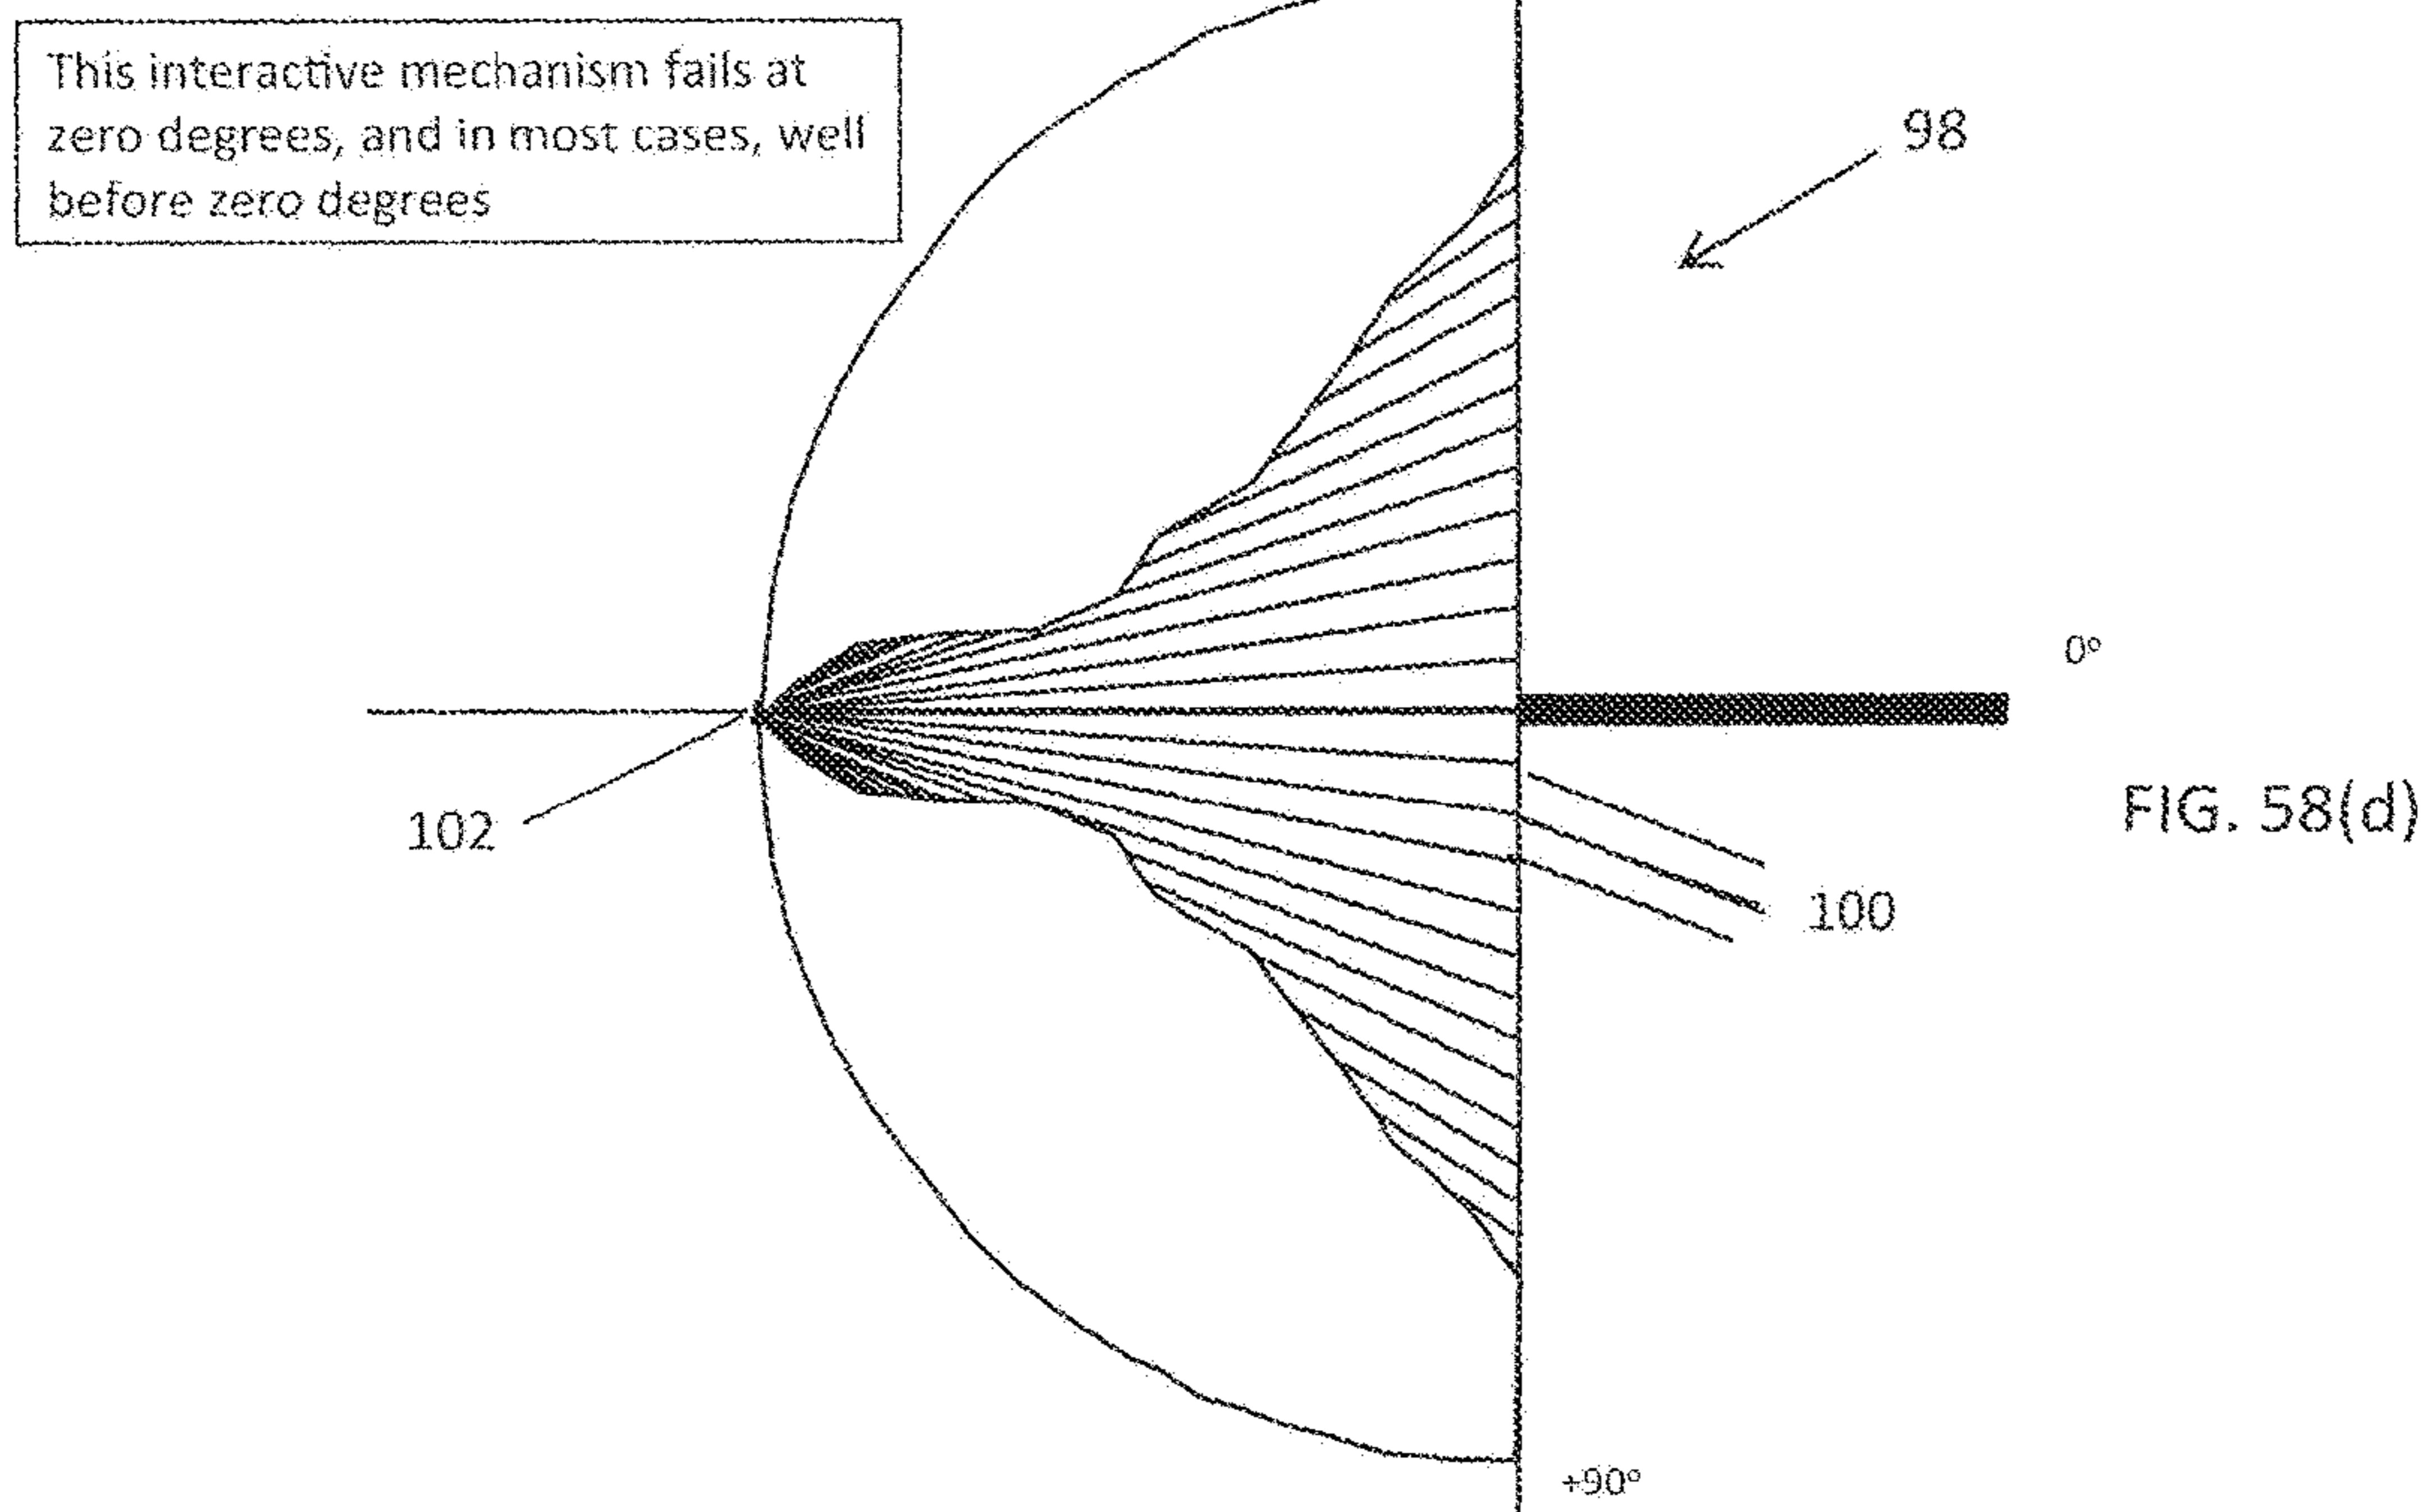 This interactive mechanism fails at
zero degrees, and in most cases, well
before zero degrees
98
0°
102
FIG. 58(d)
100
+90°